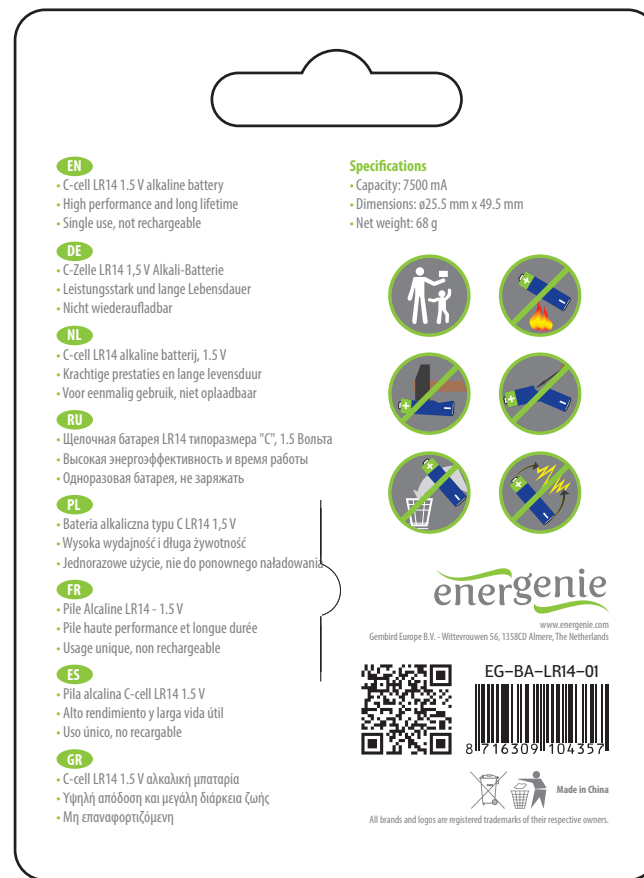 EN
• C-cell LR14 1.5 V alkaline battery
• High performance and long lifetime
• Single use, not rechargeable
DE
• C-Zelle LR14 1,5 V Alkali-Batterie
• Leistungsstark und lange Lebensdauer
• Nicht wiederaufladbar
NL
• C-cell LR14 alkaline batterij, 1.5 V
• Krachtige prestaties en lange levensduur
• Voor eenmalig gebruik, niet oplaadbaar
RU
• Щелочная батарея LR14 типоразмера "С", 1.5 Вольта
• Высокая энергоэффективность и время работы
• Одноразовая батарея, не заряжать
PL
• Bateria alkaliczna typu C LR14 1,5 V
• Wysoka wydajność i długa żywotność
• Jednorazowe użycie, nie do ponownego naładowania
FR
• Pile Alcaline LR14 - 1.5 V
• Pile haute performance et longue durée
• Usage unique, non rechargeable
ES
• Pila alcalina C-cell LR14 1.5 V
• Alto rendimiento y larga vida útil
• Uso único, no recargable
GR
• C-cell LR14 1.5 V αλκαλική μπαταρία
• Υψηλή απόδοση και μεγάλη διάρκεια ζωής
• Μη επαναφορτιζόμενη
Specifications
• Capacity: 7500 mA
• Dimensions: ø25.5 mm x 49.5 mm
• Net weight: 68 g
energenie
www.energenie.com
Gembird Europe B.V. - Wittevrouwen 56, 1358CD Almere, The Netherlands
EG-BA-LR14-01
8 716309 104357
Made in China
All brands and logos are registered trademarks of their respective owners.